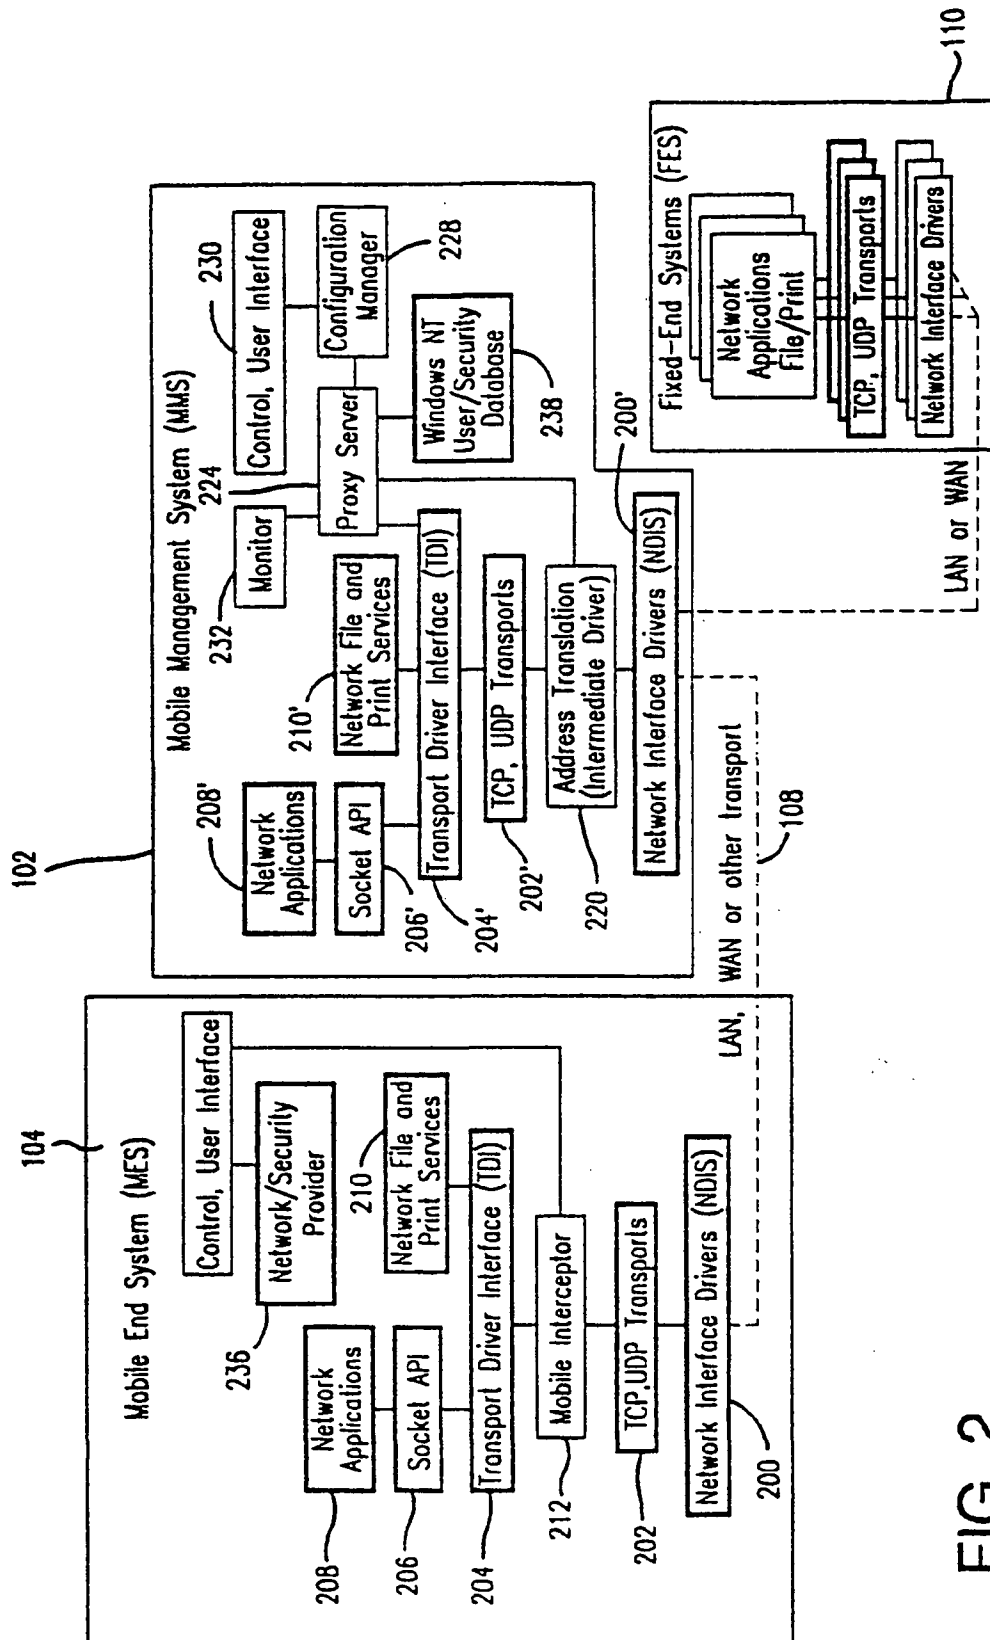 104
Mobile End System (MES)
Control, User Interface
Network/Security
Provider
236
Network
Applications
208
Socket API
206
210
Network File and
Print Services
Transport Driver Interface (TDI)
204
Mobile Interceptor
212
TCP,UDP Transports
202
Network Interface Drivers (NDIS)
200
LAN, WAN or other transport
108
102
Mobile Management System (MMS)
230
Control, User Interface
Configuration
Manager
228
224
232
Monitor
Proxy Server
Windows NT
User/Security
Database
238
208'
Network
Applications
Socket API
206'
210'
Network File and
Print Services
Transport Driver Interface (TDI)
204'
TCP, UDP Transports
202'
Address Translation
(Intermediate Driver)
220
200'
Network Interface Drivers (NDIS)
LAN or WAN
Fixed-End Systems (FES)
Network
Applications
File/Print
TCP, UDP Transports
Network Interface Drivers
110
FIG. 2